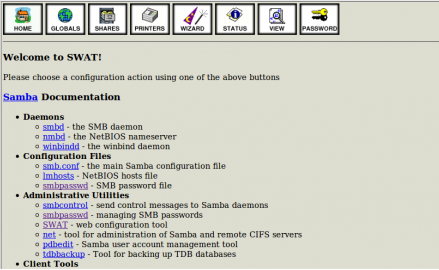 HOME GLOBALS SHARES PRINTERS WIZARD STATUS VIEW PASSWORD
Welcome to SWAT!
Please choose a configuration action using one of the above buttons
Samba Documentation
• Daemons
○ smbd - the SMB daemon
○ nmbd - the NetBIOS nameserver
○ winbindd - the winbind daemon
• Configuration Files
○ smb.conf - the main Samba configuration file
○ lmhosts - NetBIOS hosts file
○ smbpasswd - SMB password file
• Administrative Utilities
○ smbcontrol - send control messages to Samba daemons
○ smbpasswd - managing SMB passwords
○ SWAT - web configuration tool
○ net - tool for administration of Samba and remote CIFS servers
○ pdbedit - Samba user account management tool
○ tdbbackup - Tool for backing up TDB databases
• Client Tools